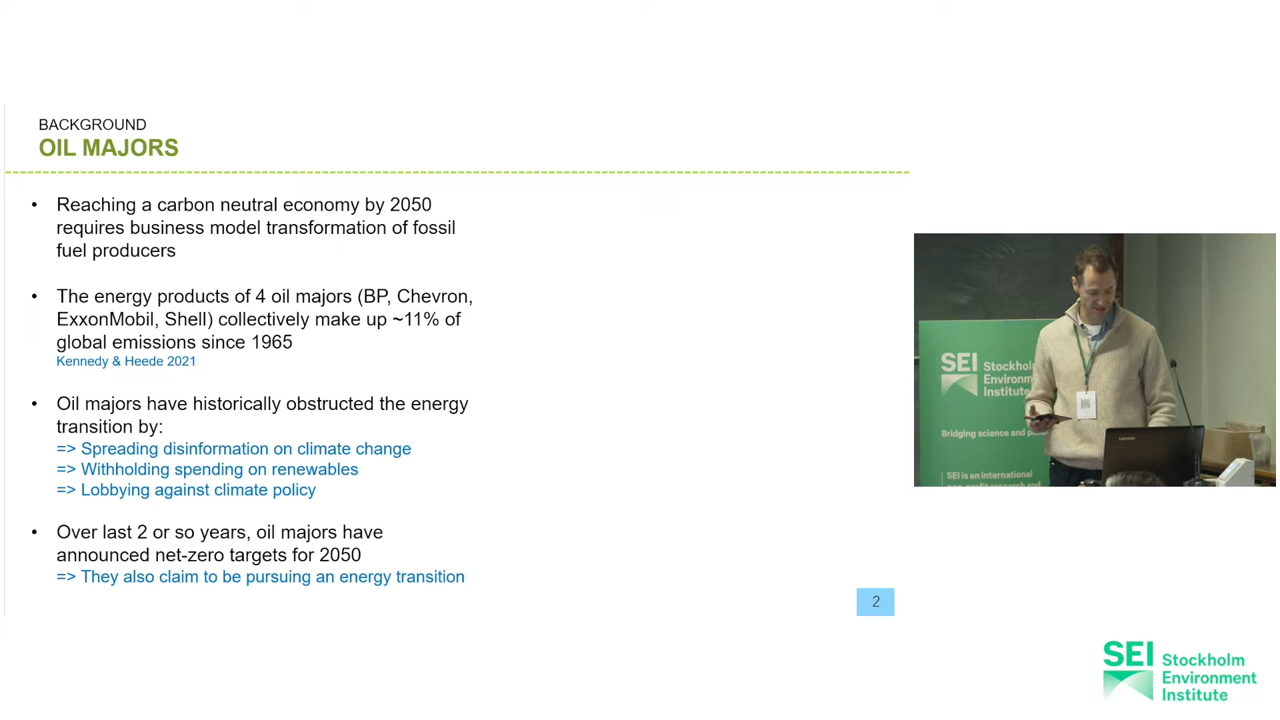 BACKGROUND
OIL MAJORS
• Reaching a carbon neutral economy by 2050
requires business model transformation of fossil
fuel producers
• The energy products of 4 oil majors (BP, Chevron,
ExxonMobil, Shell) collectively make up ~11% of
global emissions since 1965
Kennedy & Heede 2021
• Oil majors have historically obstructed the energy
transition by:
=> Spreading disinformation on climate change
=> Withholding spending on renewables
=> Lobbying against climate policy
• Over last 2 or so years, oil majors have
announced net-zero targets for 2050
=> They also claim to be pursuing an energy transition
2
SEI Stockhol
Environ
Institute
Bridging science and
SEI is an international
Lenovo
SEI Stockholm
Environment
Institute